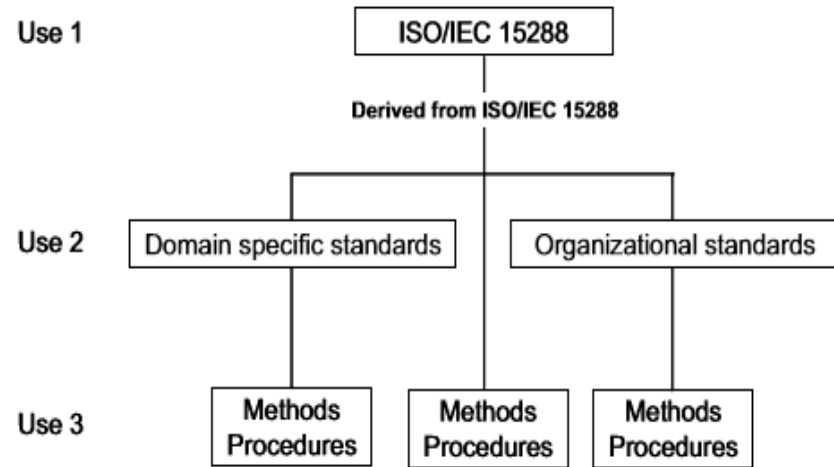 Use 1
ISO/IEC 15288
Derived from ISO/IEC 15288
Use 2
Domain specific standards
Organizational standards
Use 3
Methods
Procedures
Methods
Procedures
Methods
Procedures